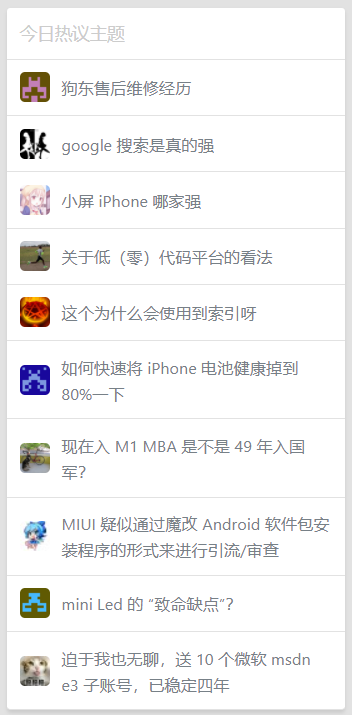 今日热议主题
狗东售后维修经历
google 搜索是真的强
小屏 iPhone 哪家强
关于低（零）代码平台的看法
这个为什么会使用到索引呀
如何快速将 iPhone 电池健康掉到
80%一下
现在入 M1 MBA 是不是 49 年入国
军？
MIUI 疑似通过魔改 Android 软件包安
装程序的形式来进行引流/审查
mini Led 的 “致命缺点”？
迫于我也无聊，送 10 个微软 msdn
e3 子账号，已稳定四年